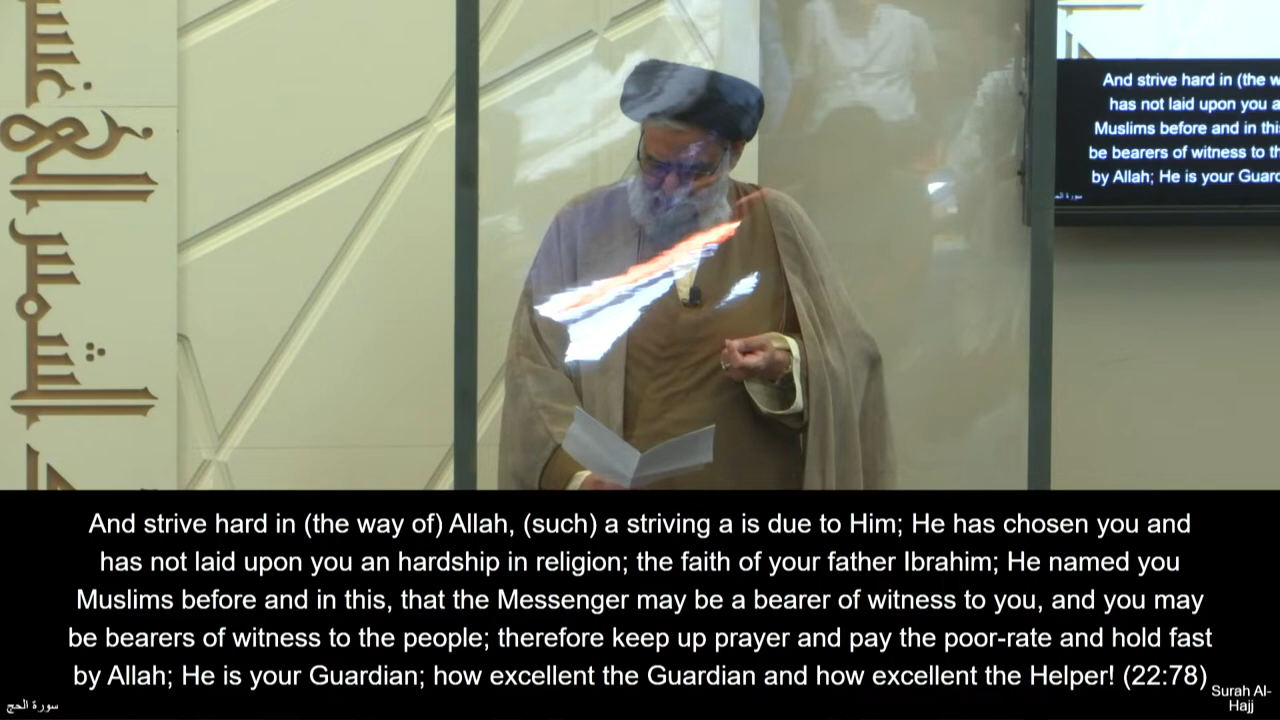 And strive hard in (the w
has not laid upon you a
Muslims before and in this
be bearers of witness to th
by Allah; He is your Guard
And strive hard in (the way of) Allah, (such) a striving a is due to Him; He has chosen you and
has not laid upon you an hardship in religion; the faith of your father Ibrahim; He named you
Muslims before and in this, that the Messenger may be a bearer of witness to you, and you may
be bearers of witness to the people; therefore keep up prayer and pay the poor-rate and hold fast
by Allah; He is your Guardian; how excellent the Guardian and how excellent the Helper! (22:78)
سورة الحج
Surah Al-
Hajj